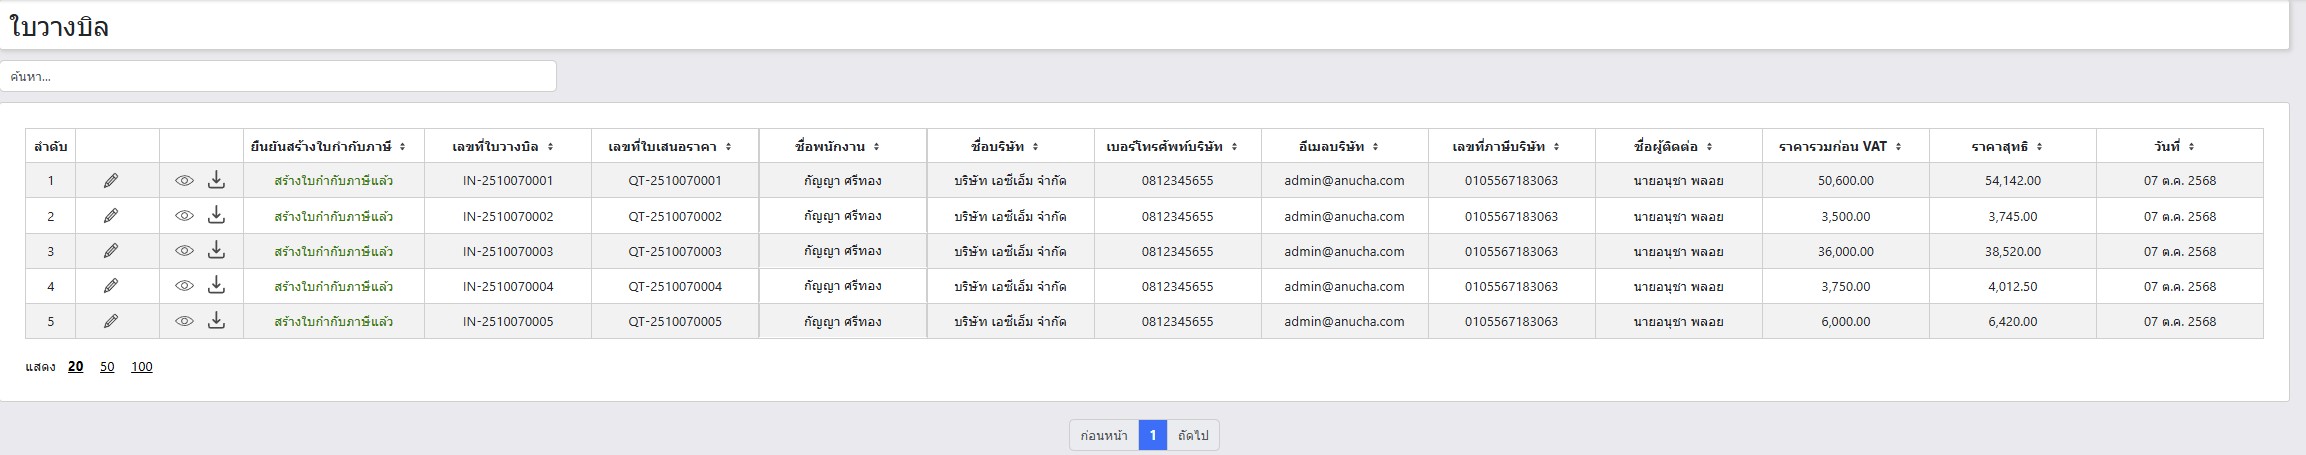 ใบวางบิล
ค้นหา...
ลำดับ ยืนยันสร้างใบกำกับภาษี เลขที่ใบวางบิล เลขที่ใบเสนอราคา ชื่อพนักงาน ชื่อบริษัท เบอร์โทรศัพท์บริษัท อีเมลบริษัท เลขที่ภาษีบริษัท ชื่อผู้ติดต่อ ราคารวมก่อน VAT ราคาสุทธิ วันที่
1 สร้างใบกำกับภาษีแล้ว IN-2510070001 QT-2510070001 กัญญา ศรีทอง บริษัท เอซีเอ็ม จำกัด 0812345655 admin@anucha.com 0105567183063 นายอนุชา พลอย 50,600.00 54,142.00 07 ต.ค. 2568
2 สร้างใบกำกับภาษีแล้ว IN-2510070002 QT-2510070002 กัญญา ศรีทอง บริษัท เอซีเอ็ม จำกัด 0812345655 admin@anucha.com 0105567183063 นายอนุชา พลอย 3,500.00 3,745.00 07 ต.ค. 2568
3 สร้างใบกำกับภาษีแล้ว IN-2510070003 QT-2510070003 กัญญา ศรีทอง บริษัท เอซีเอ็ม จำกัด 0812345655 admin@anucha.com 0105567183063 นายอนุชา พลอย 36,000.00 38,520.00 07 ต.ค. 2568
4 สร้างใบกำกับภาษีแล้ว IN-2510070004 QT-2510070004 กัญญา ศรีทอง บริษัท เอซีเอ็ม จำกัด 0812345655 admin@anucha.com 0105567183063 นายอนุชา พลอย 3,750.00 4,012.50 07 ต.ค. 2568
5 สร้างใบกำกับภาษีแล้ว IN-2510070005 QT-2510070005 กัญญา ศรีทอง บริษัท เอซีเอ็ม จำกัด 0812345655 admin@anucha.com 0105567183063 นายอนุชา พลอย 6,000.00 6,420.00 07 ต.ค. 2568
แสดง 20 50 100
ก่อนหน้า 1 ถัดไป